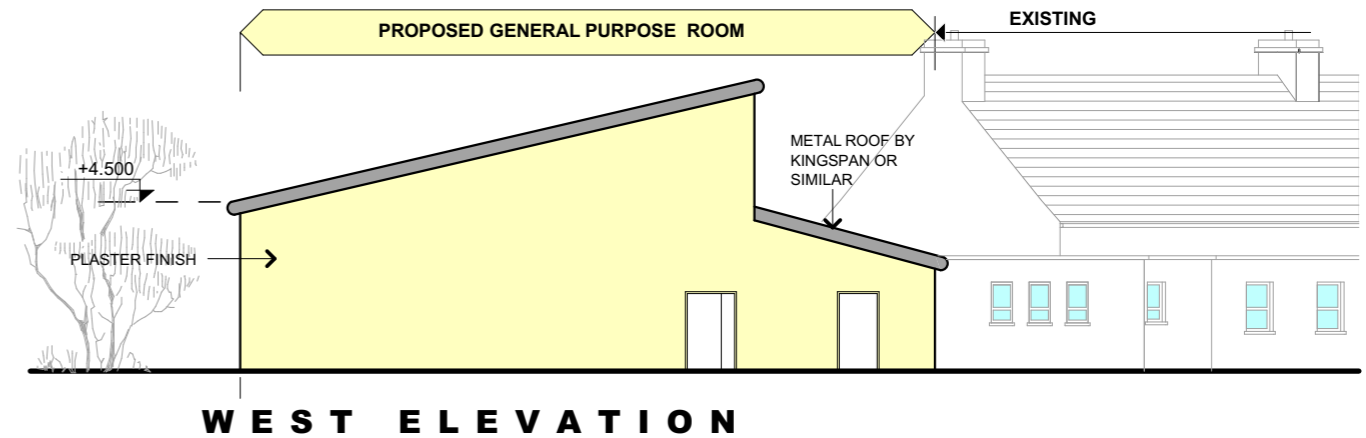 PROPOSED GENERAL PURPOSE ROOM
EXISTING
METAL ROOF BY
KINGSPAN OR
SIMILAR
+4.500
PLASTER FINISH
WEST ELEVATION